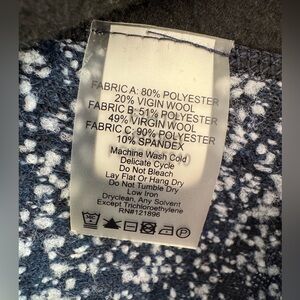 FABRIC A: 80% POLYESTER
20% VIGIN WOOL
FABRIC B: 51% POLYESTER
49% VIRGIN WOOL
FABRIC C: 90% POLYESTER
10% SPANDEX
Machine Wash Cold
Delicate Cycle
Do Not Bleach
Lay Flat Or Hang Dry
Do Not Tumble Dry
Low Iron
Dryclean, Any Solvent
Except Trichloroethylene
RN#121896